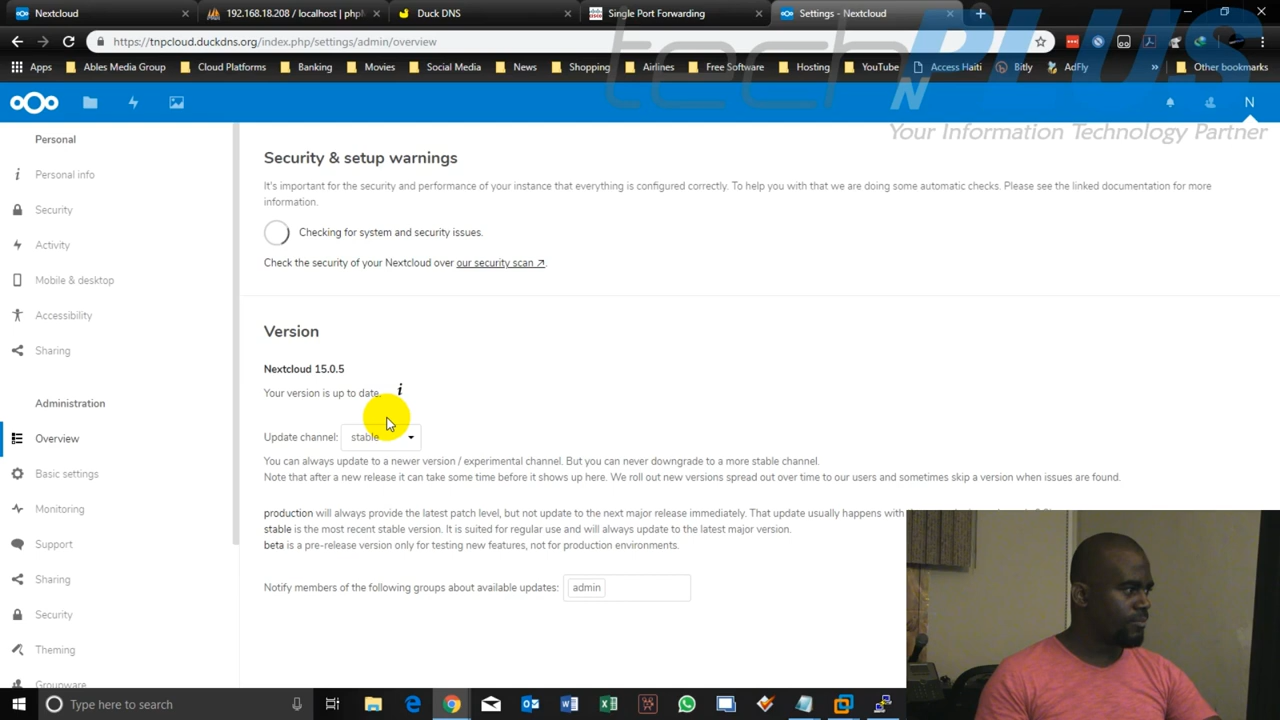 Nextcloud
192.168.18.208 / localhost | php
Duck DNS
Single Port Forwarding
Settings - Nextcloud
https://tnpcloud.duckdns.org/index.php/settings/admin/overview
Apps
Ables Media Group
Cloud Platforms
Banking
Movies
Social Media
News
Shopping
Airlines
Free Software
Hosting
YouTube
Access Haiti
Bitly
AdFly
»
Other bookmarks
tech N PLUS
Your Information Technology Partner
N
Personal
Personal info
Security
Activity
Mobile & desktop
Accessibility
Sharing
Administration
Overview
Basic settings
Monitoring
Support
Sharing
Security
Theming
Groupware
Security & setup warnings
It's important for the security and performance of your instance that everything is configured correctly. To help you with that we are doing some automatic checks. Please see the linked documentation for more
information.
Checking for system and security issues.
Check the security of your Nextcloud over our security scan ↗.
Version
Nextcloud 15.0.5
Your version is up to date.
Update channel: stable
You can always update to a newer version / experimental channel. But you can never downgrade to a more stable channel.
Note that after a new release it can take some time before it shows up here. We roll out new versions spread out over time to our users and sometimes skip a version when issues are found.
production will always provide the latest patch level, but not update to the next major release immediately. That update usually happens with
stable is the most recent stable version. It is suited for regular use and will always update to the latest major version.
beta is a pre-release version only for testing new features, not for production environments.
Notify members of the following groups about available updates: admin
Type here to search